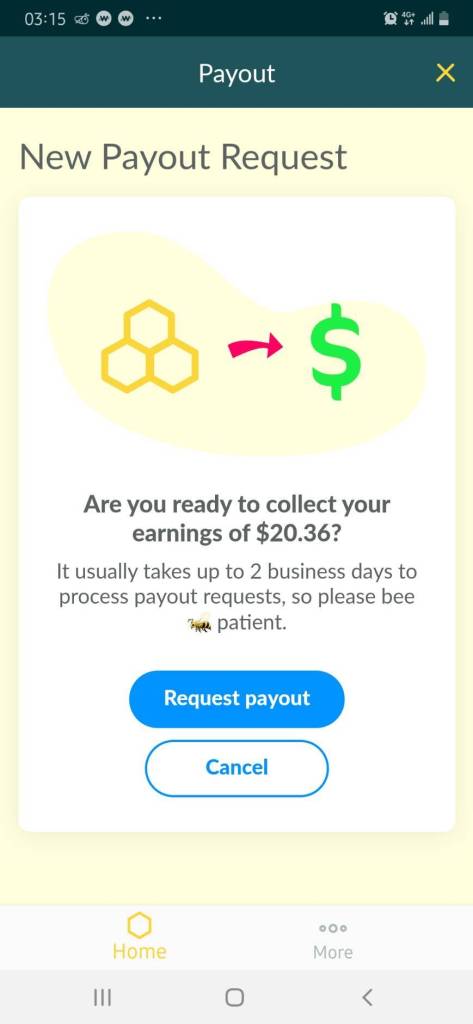 03:15
4G+
Payout
New Payout Request
$
Are you ready to collect your
earnings of $20.36?
It usually takes up to 2 business days to
process payout requests, so please bee
🐝 patient.
Request payout
Cancel
Home
More